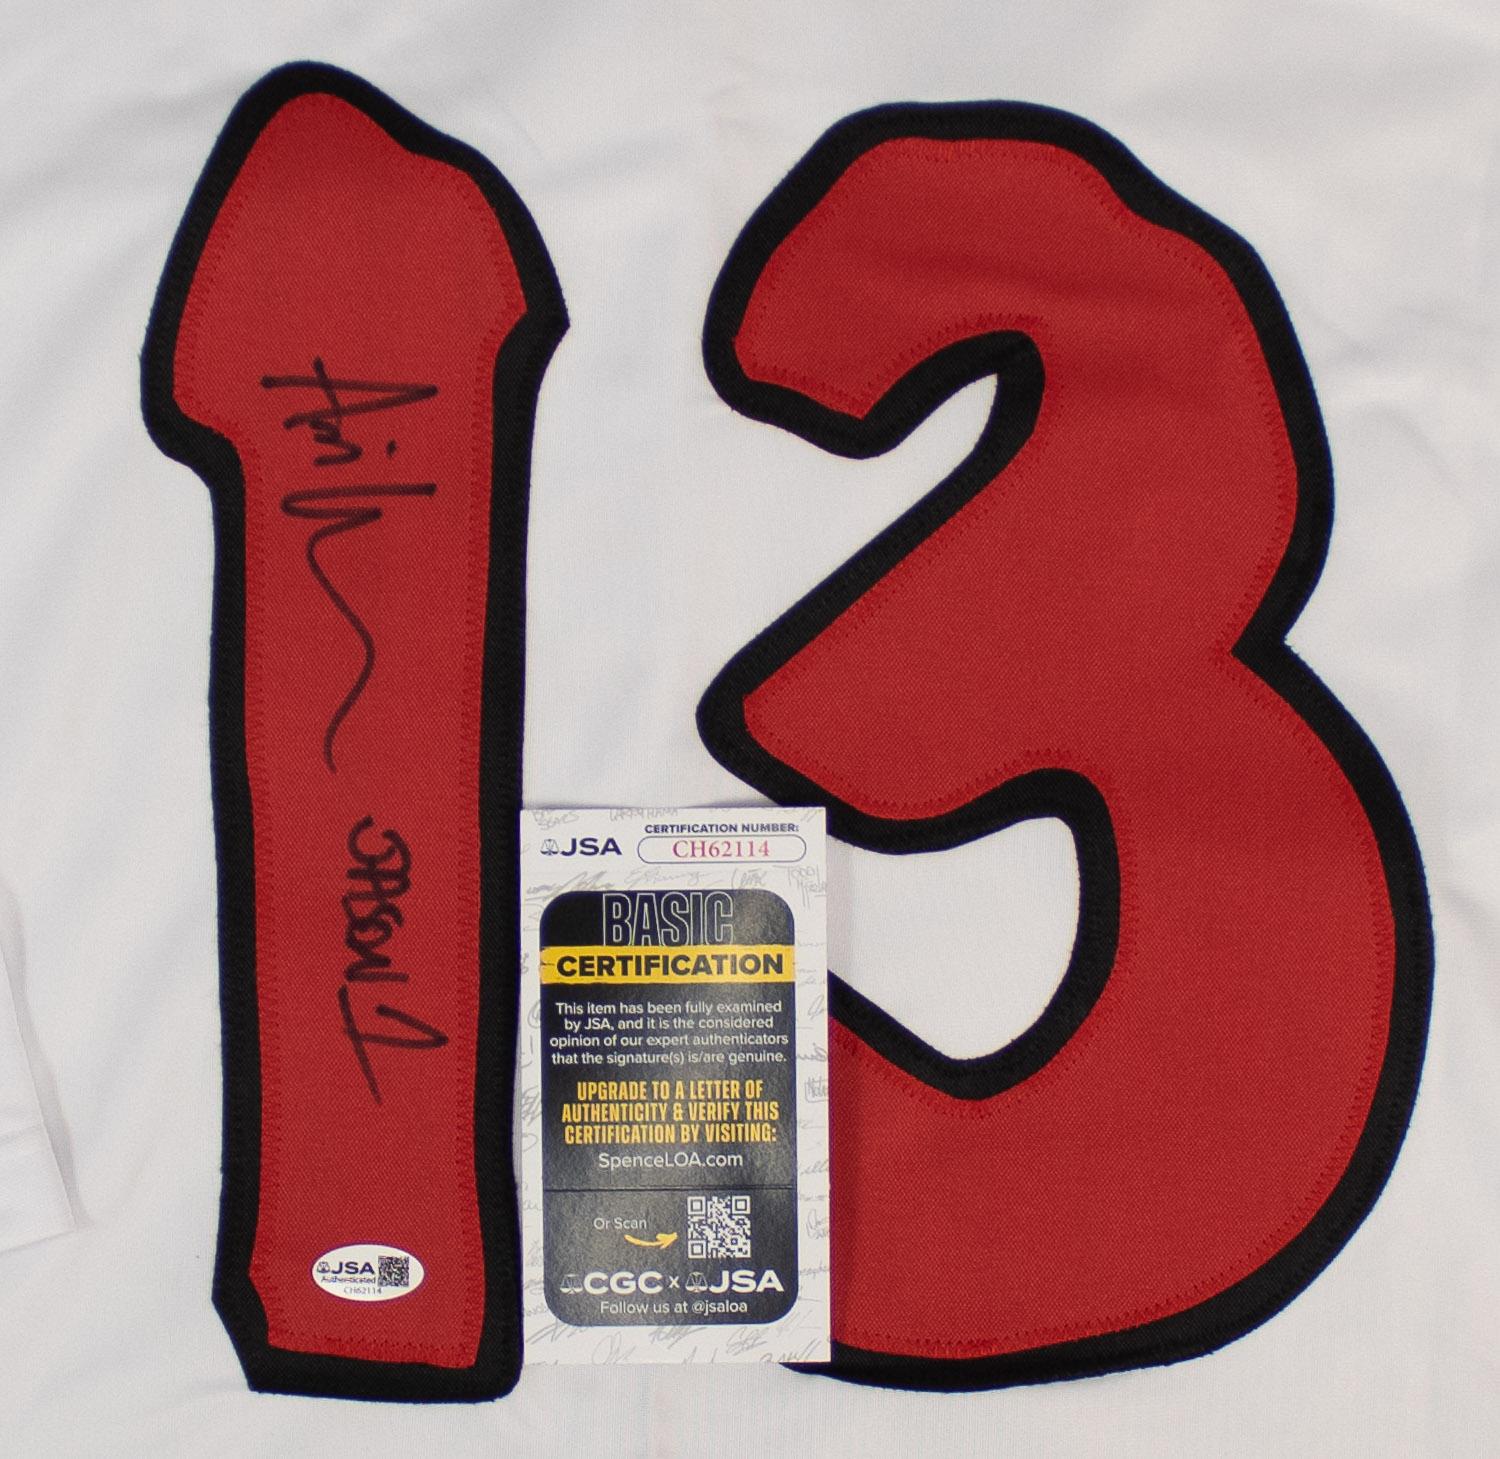 13
JASON I
JSA
CERTIFICATION NUMBER:
CH62114
BASIC
CERTIFICATION
This item has been fully examined
by JSA, and it is the considered
opinion of our expert authenticators
that the signature(s) is/are genuine.
UPGRADE TO A LETTER OF
AUTHENTICITY & VERIFY THIS
CERTIFICATION BY VISITING:
SpenceLOA.com
Or Scan
CGC x JSA
Follow us at @jsaloa
JSA
Authenticated
CH62114